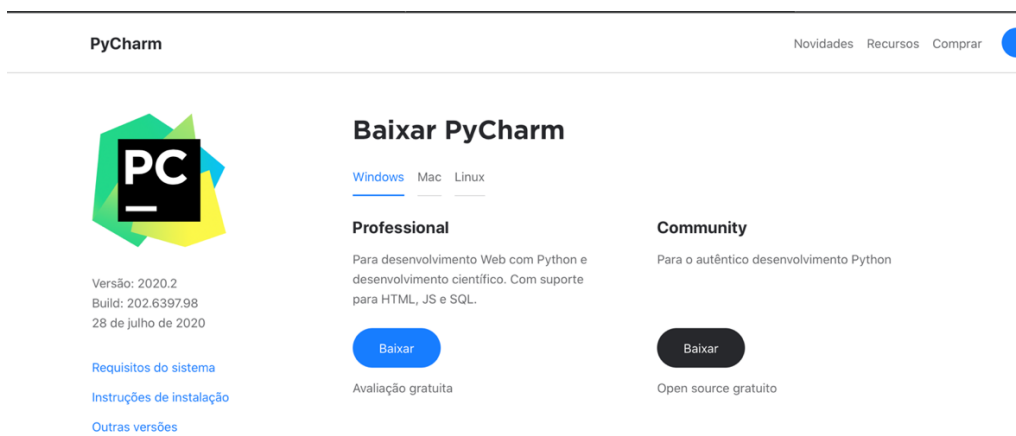 PyCharm
Novidades Recursos Comprar
PC
Baixar PyCharm
Windows Mac Linux
Professional
Para desenvolvimento Web com Python e
desenvolvimento científico. Com suporte
para HTML, JS e SQL.
Baixar
Avaliação gratuita
Community
Para o autêntico desenvolvimento Python
Baixar
Open source gratuito
Versão: 2020.2
Build: 202.6397.98
28 de julho de 2020
Requisitos do sistema
Instruções de instalação
Outras versões